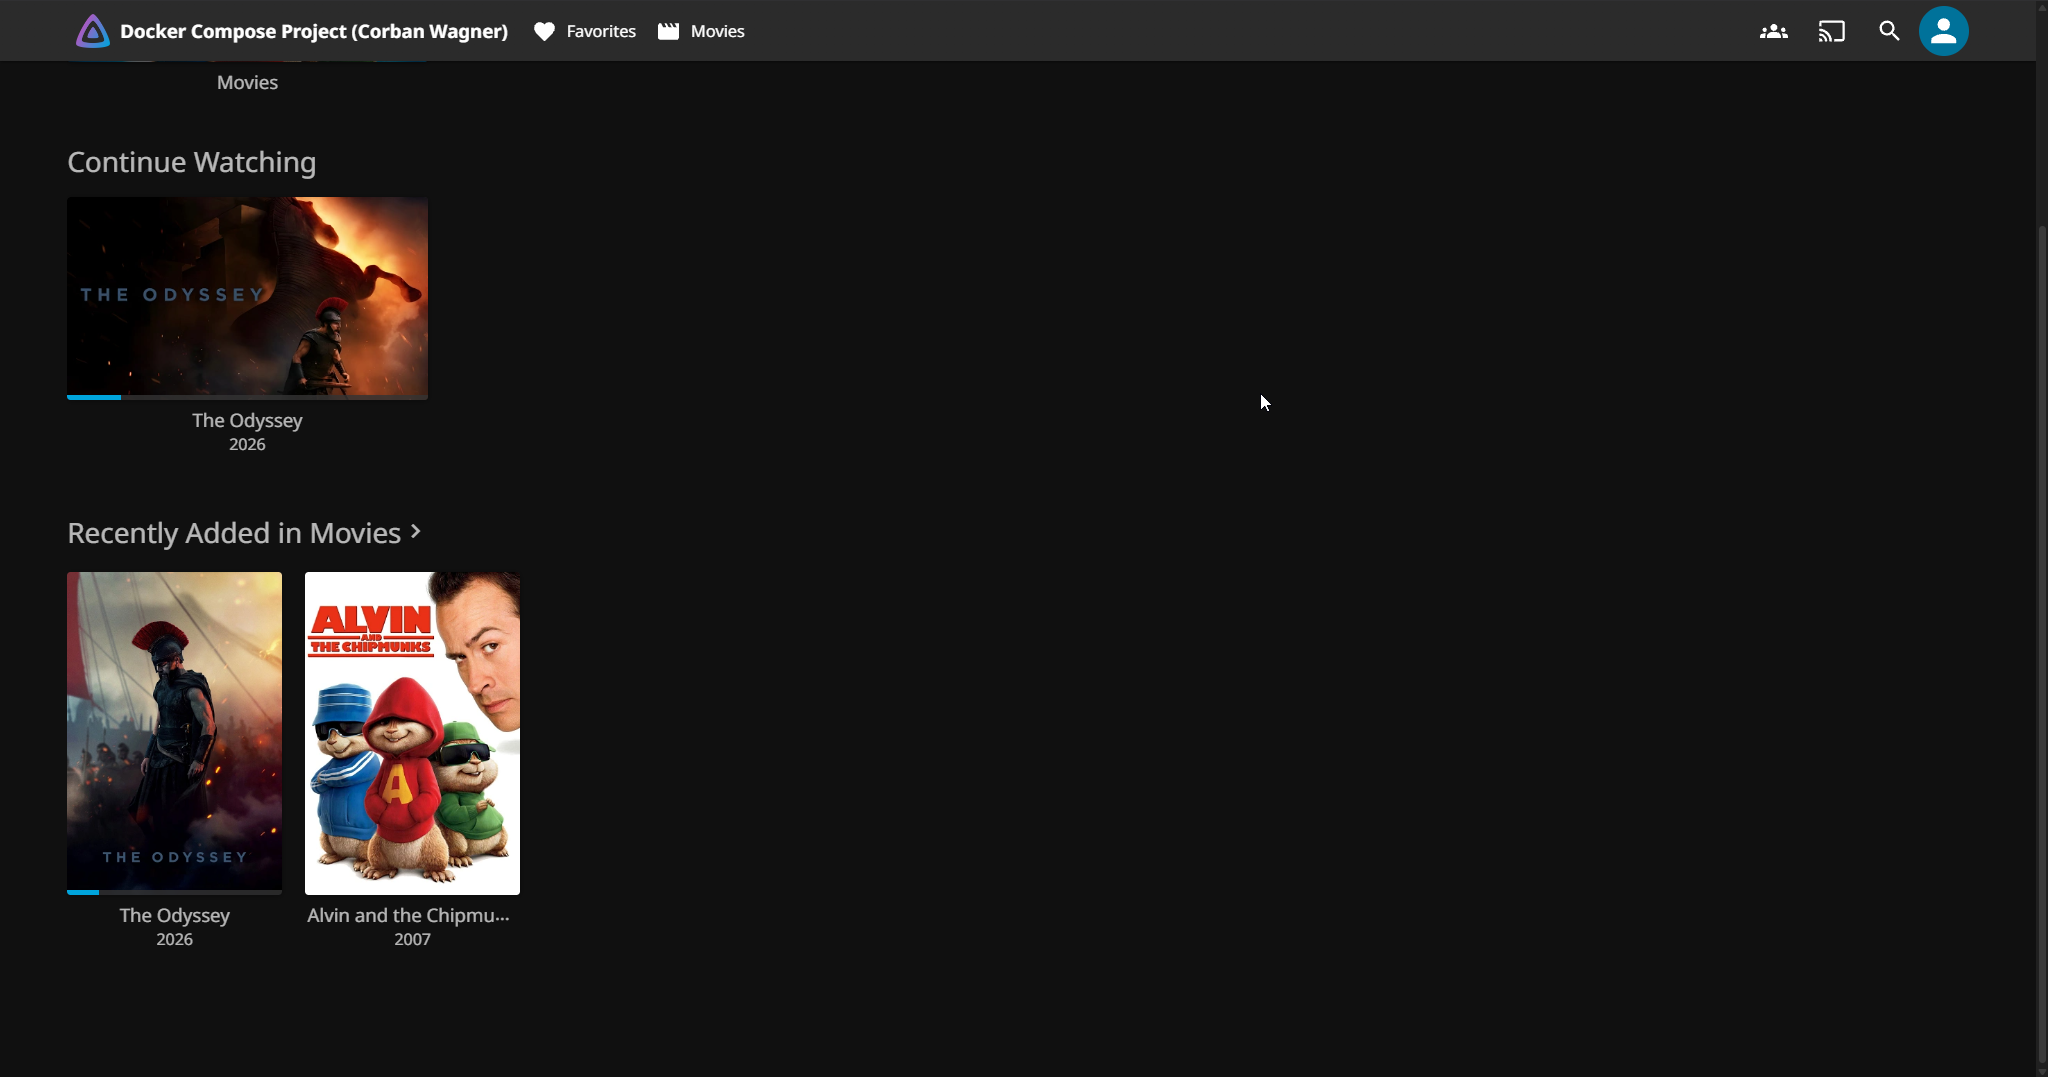 Docker Compose Project (Corban Wagner) Favorites Movies
Movies
Continue Watching
THE ODYSSEY
The Odyssey
2026
Recently Added in Movies
ALVIN
AND
THE CHIPMUNKS
A
THE ODYSSEY
The Odyssey
2026
Alvin and the Chipmu...
2007